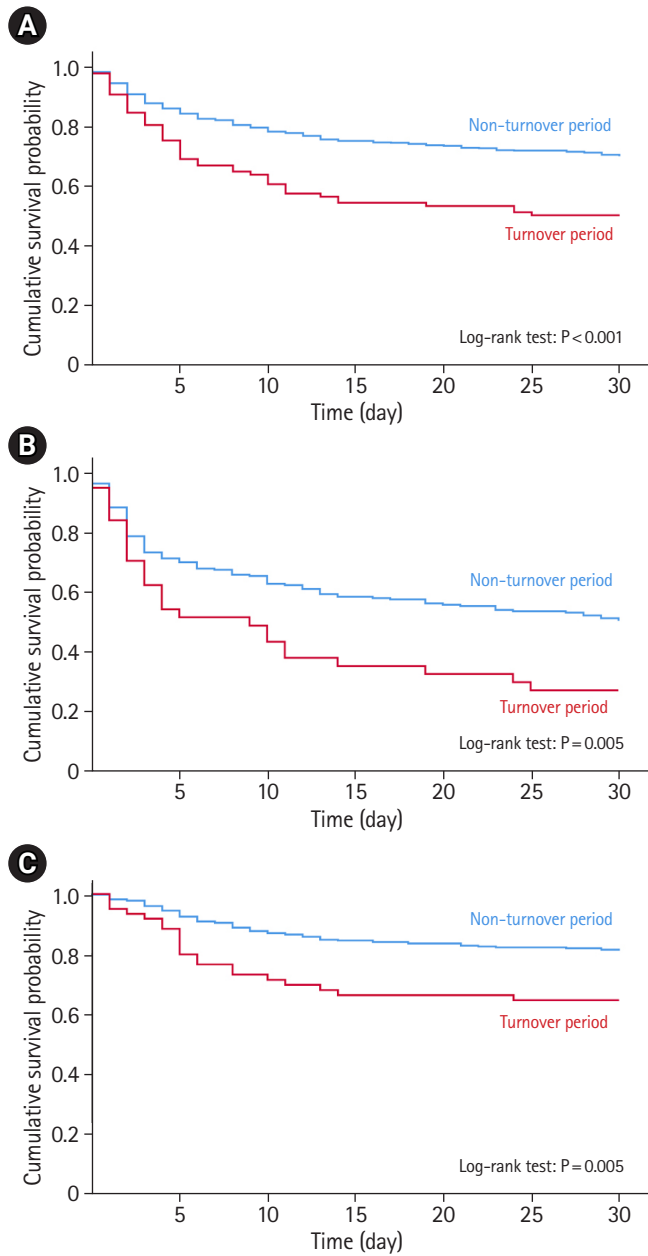 A
Cumulative survival probability
1.0
0.8
0.6
0.4
0.2
0
Non-turnover period
Turnover period
Log-rank test: P<0.001
5 10 15 20 25 30
Time (day)
B
Cumulative survival probability
1.0
0.8
0.6
0.4
0.2
0
Non-turnover period
Turnover period
Log-rank test: P=0.005
5 10 15 20 25 30
Time (day)
C
Cumulative survival probability
1.0
0.8
0.6
0.4
0.2
0
Non-turnover period
Turnover period
Log-rank test: P=0.005
5 10 15 20 25 30
Time (day)